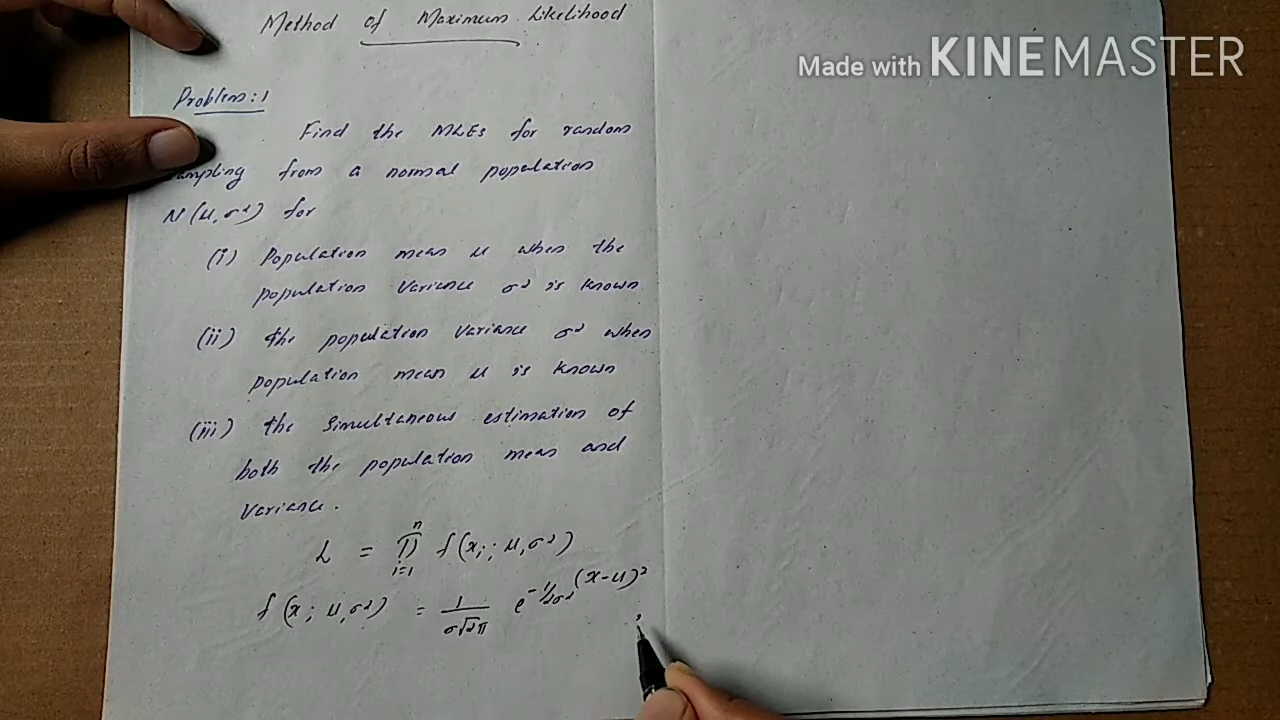 Method of Maximum Likelihood
Made with KINEMASTER
Problem: 1
Find the MLEs for random
sampling from a normal population
N(μ, σ²) for
(i) Population mean μ when the
population variance σ² is known
(ii) the population variance σ² when
population mean μ is known
(iii) the simultaneous estimation of
both the population mean and
variance.
L = ∏ᵢ₌₁ⁿ f(xᵢ; μ, σ²)
f(x; μ, σ²) = 1/(σ√2π) e^(-1/2σ² (x-μ)²) ;